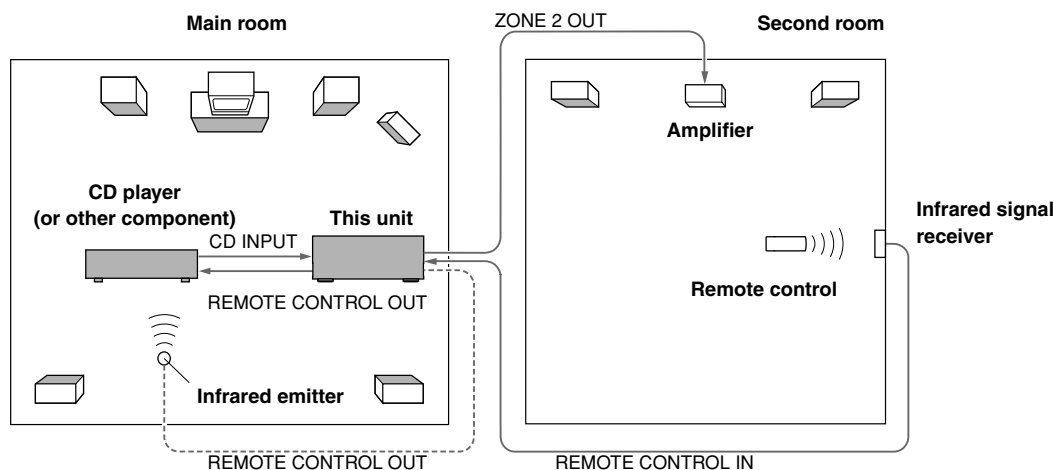 ZONE 2 OUT
Main room
Second room
Amplifier
CD player
(or other component)
This unit
CD INPUT
Infrared signal
receiver
REMOTE CONTROL OUT
Remote control
Infrared emitter
REMOTE CONTROL OUT
REMOTE CONTROL IN